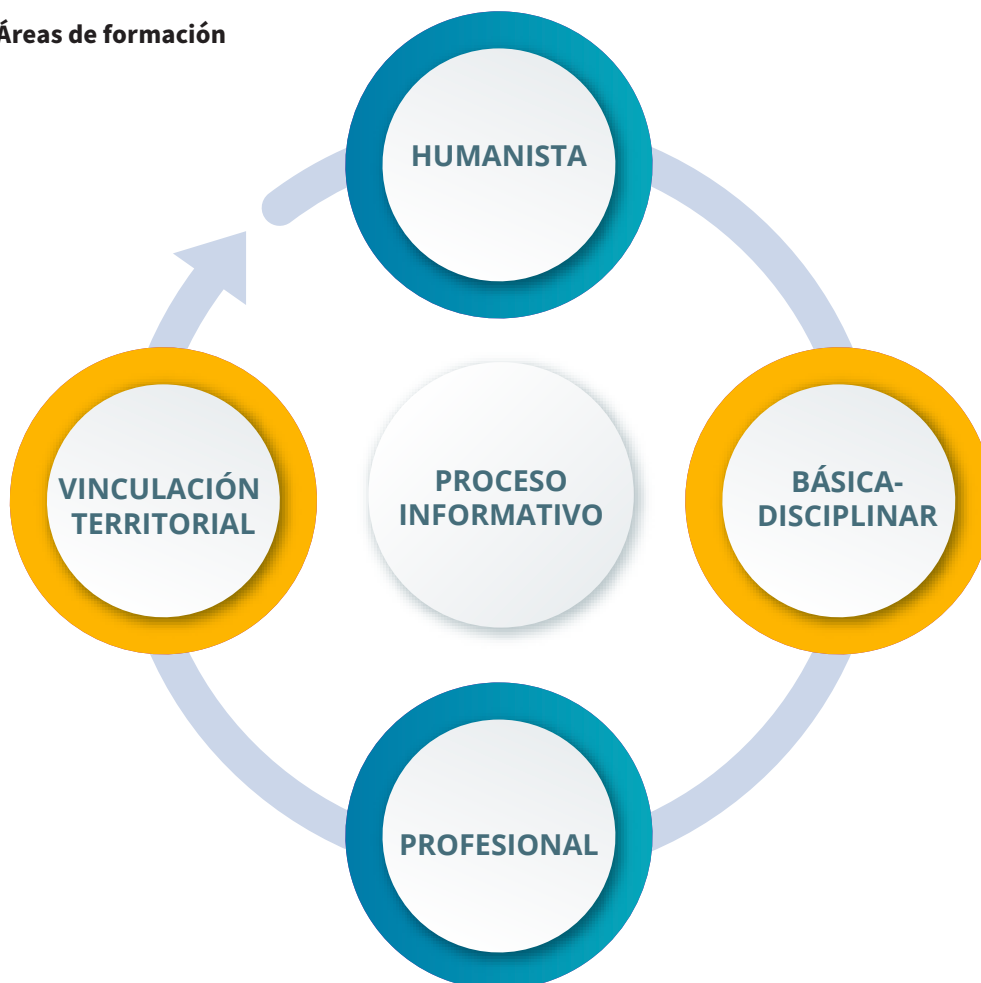 Áreas de formación
HUMANISTA
VINCULACIÓN
TERRITORIAL
PROCESO
INFORMATIVO
BÁSICA-
DISCIPLINAR
PROFESIONAL